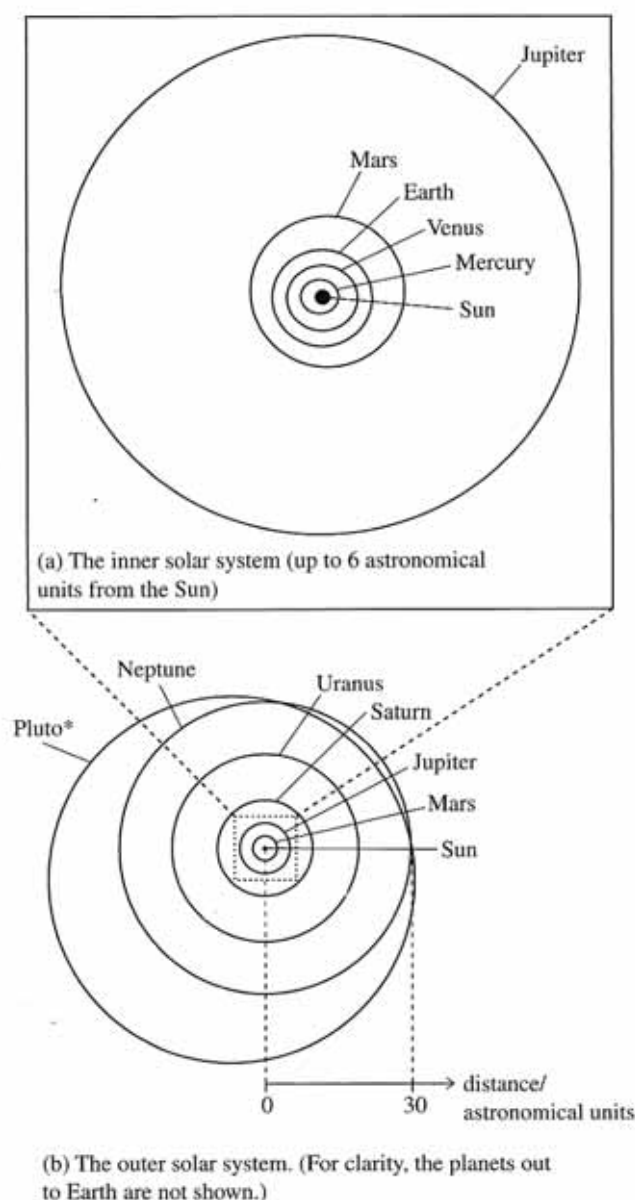 Jupiter
Mars
Earth
Venus
Mercury
Sun
(a) The inner solar system (up to 6 astronomical
units from the Sun)
Neptune
Uranus
Saturn
Pluto*
Jupiter
Mars
Sun
distance/
0
30
astronomical units
(b) The outer solar system. (For clarity, the planets out
to Earth are not shown.)